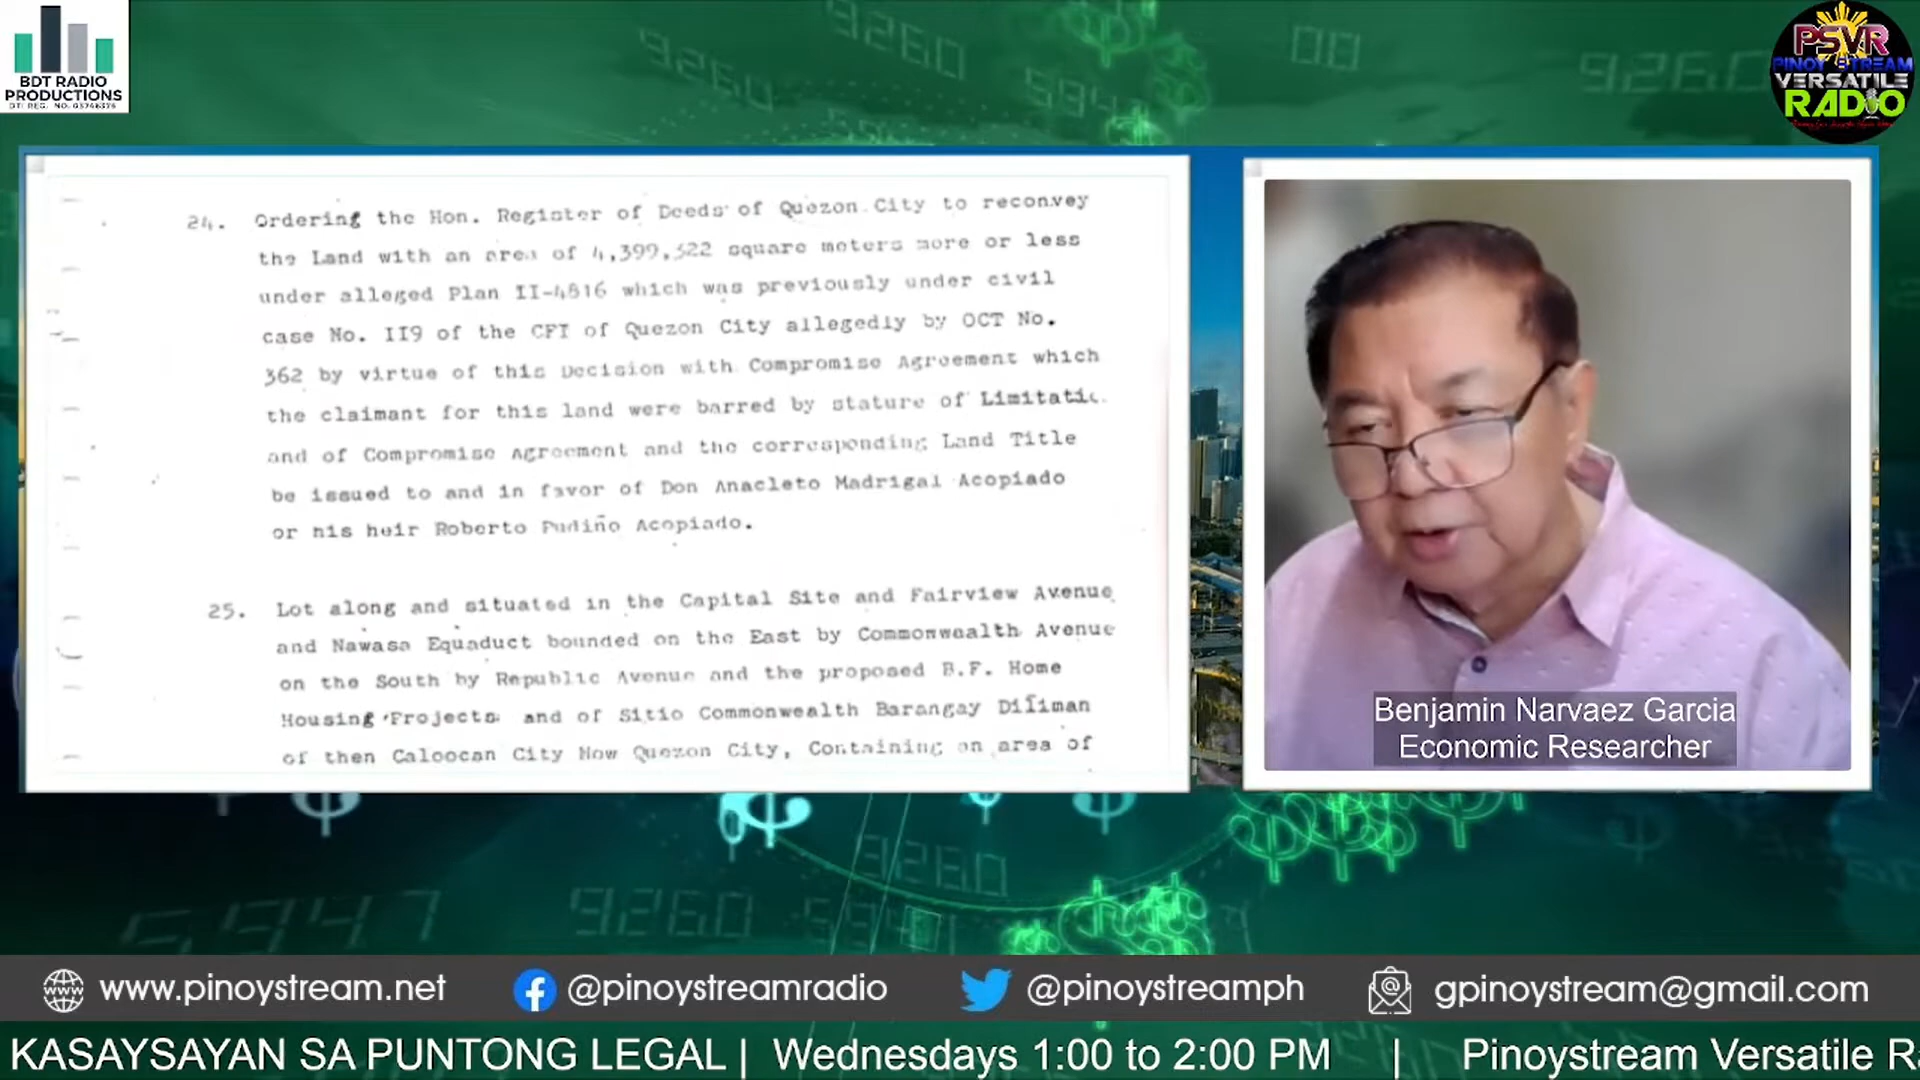 BDT RADIO
PRODUCTIONS
DTI REG. NO. 03746376
PSVR
PINOY STREAM
VERSATILE
RADIO
24. Ordering the Hon. Register of Deeds of Quezon City to reconvey
the Land with an area of 4,399,322 square meters more or less
under alleged Plan II-4816 which was previously under civil
case No. II9 of the CFI of Quezon City allegedly by OCT No.
362 by virtue of this Decision with Compromise Agreement which
the claimant for this land were barred by stature of Limitatic.
and of Compromise Agreement and the corresponding Land Title
be issued to and in favor of Don Anacleto Madrigal Acopiado
or his heir Roberto Pudiño Acopiado.
25. Lot along and situated in the Capital Site and Fairview Avenue
and Nawasa Equaduct bounded on the East by Commonwealth Avenue
on the South by Republic Avenue and the proposed B.F. Home
Housing Projects and of Sitio Commonwealth Barangay Diliman
of then Caloocan City Now Quezon City, Containing an area of
Benjamin Narvaez Garcia
Economic Researcher
www.pinoystream.net @pinoystreamradio @pinoystreamph gpinoystream@gmail.com
KASAYSAYAN SA PUNTONG LEGAL | Wednesdays 1:00 to 2:00 PM | Pinoystream Versatile Ra